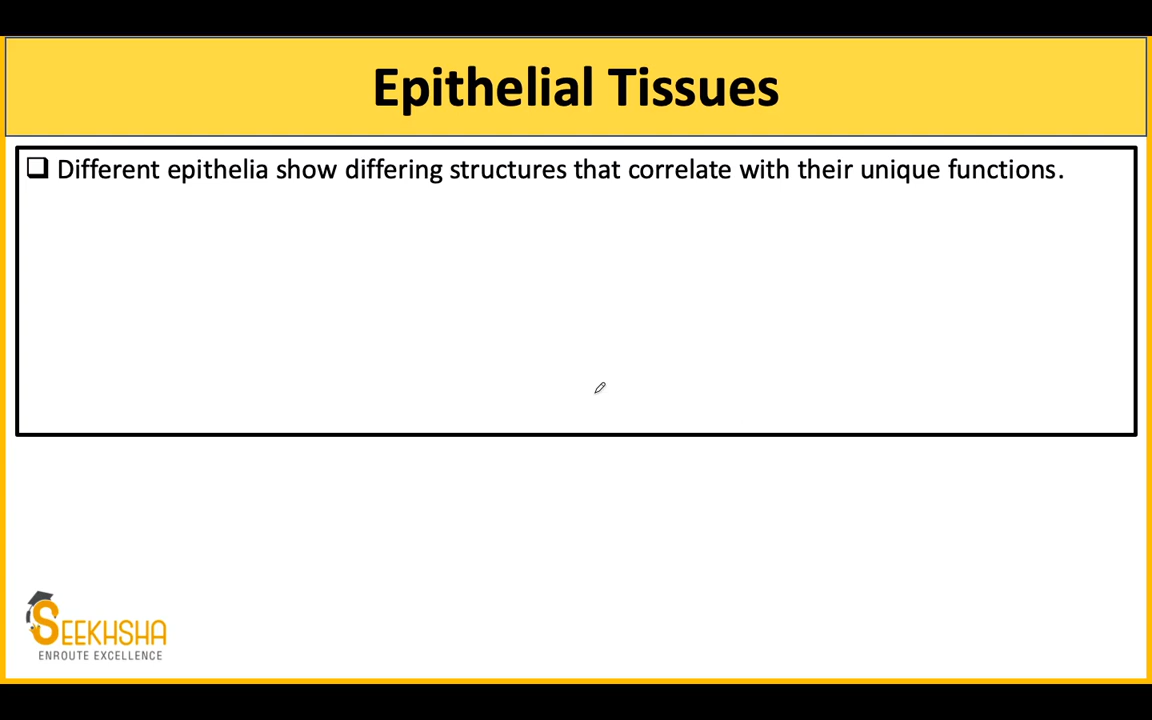 Epithelial Tissues
Different epithelia show differing structures that correlate with their unique functions.
SEEKHSHA
ENROUTE EXCELLENCE